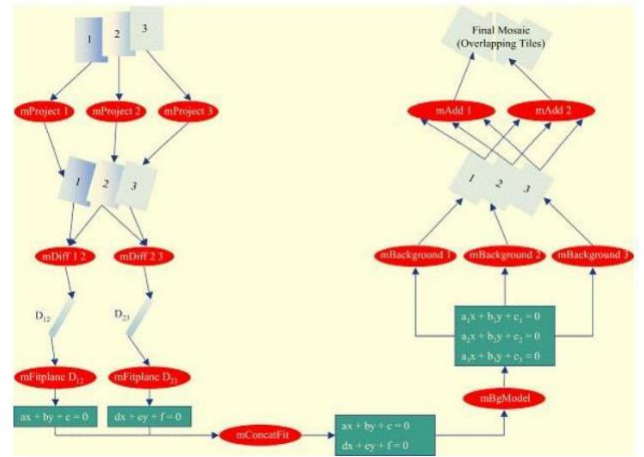 1
2
3
mProject 1
mProject 2
mProject 3
1
2
3
mDiff 1 2
mDiff 2 3
D12
D23
mFitplane D12
mFitplane D23
ax + by + c = 0
dx + ey + f = 0
mConcatFit
ax + by + c = 0
dx + ey + f = 0
mBgModel
a1x + b1y + c1 = 0
a2x + b2y + c2 = 0
a3x + b3y + c3 = 0
mBackground 1
mBackground 2
mBackground 3
1
2
3
mAdd 1
mAdd 2
Final Mosaic
(Overlapping Tiles)